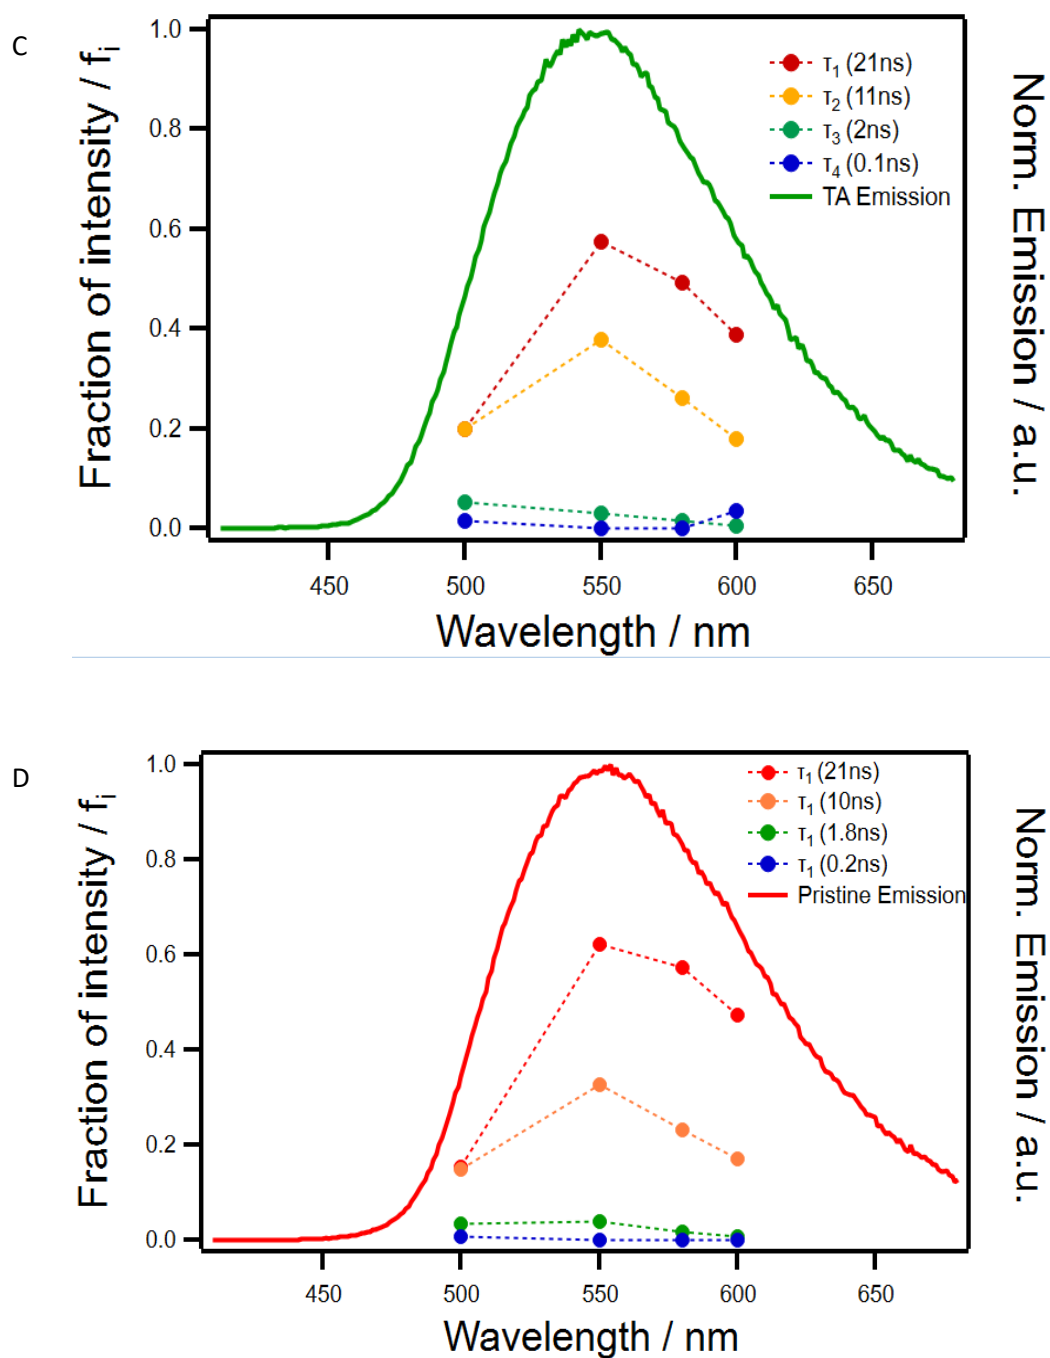 C
Fraction of intensity / fᵢ
1.0
0.8
0.6
0.4
0.2
0.0
τ₁ (21ns)
τ₂ (11ns)
τ₃ (2ns)
τ₄ (0.1ns)
TA Emission
Norm. Emission / a.u.
450 500 550 600 650
Wavelength / nm
D
Fraction of intensity / fᵢ
1.0
0.8
0.6
0.4
0.2
0.0
τ₁ (21ns)
τ₁ (10ns)
τ₁ (1.8ns)
τ₁ (0.2ns)
Pristine Emission
Norm. Emission / a.u.
450 500 550 600 650
Wavelength / nm